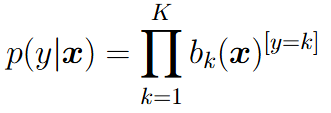 p(y|x) = ∏_{k=1}^{K} b_k(x)^{[y=k]}